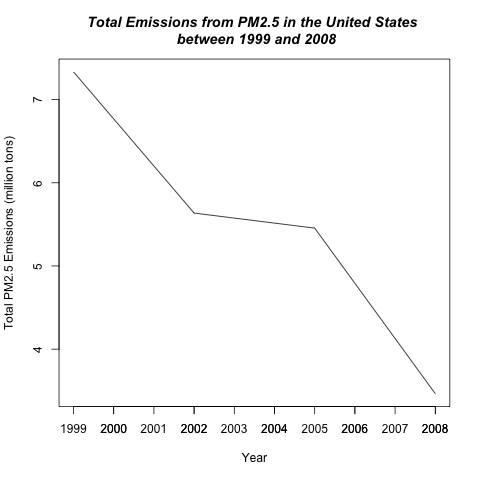 Total Emissions from PM2.5 in the United States
between 1999 and 2008
Total PM2.5 Emissions (million tons)
7
6
5
4
1999 2000 2001 2002 2003 2004 2005 2006 2007 2008
Year